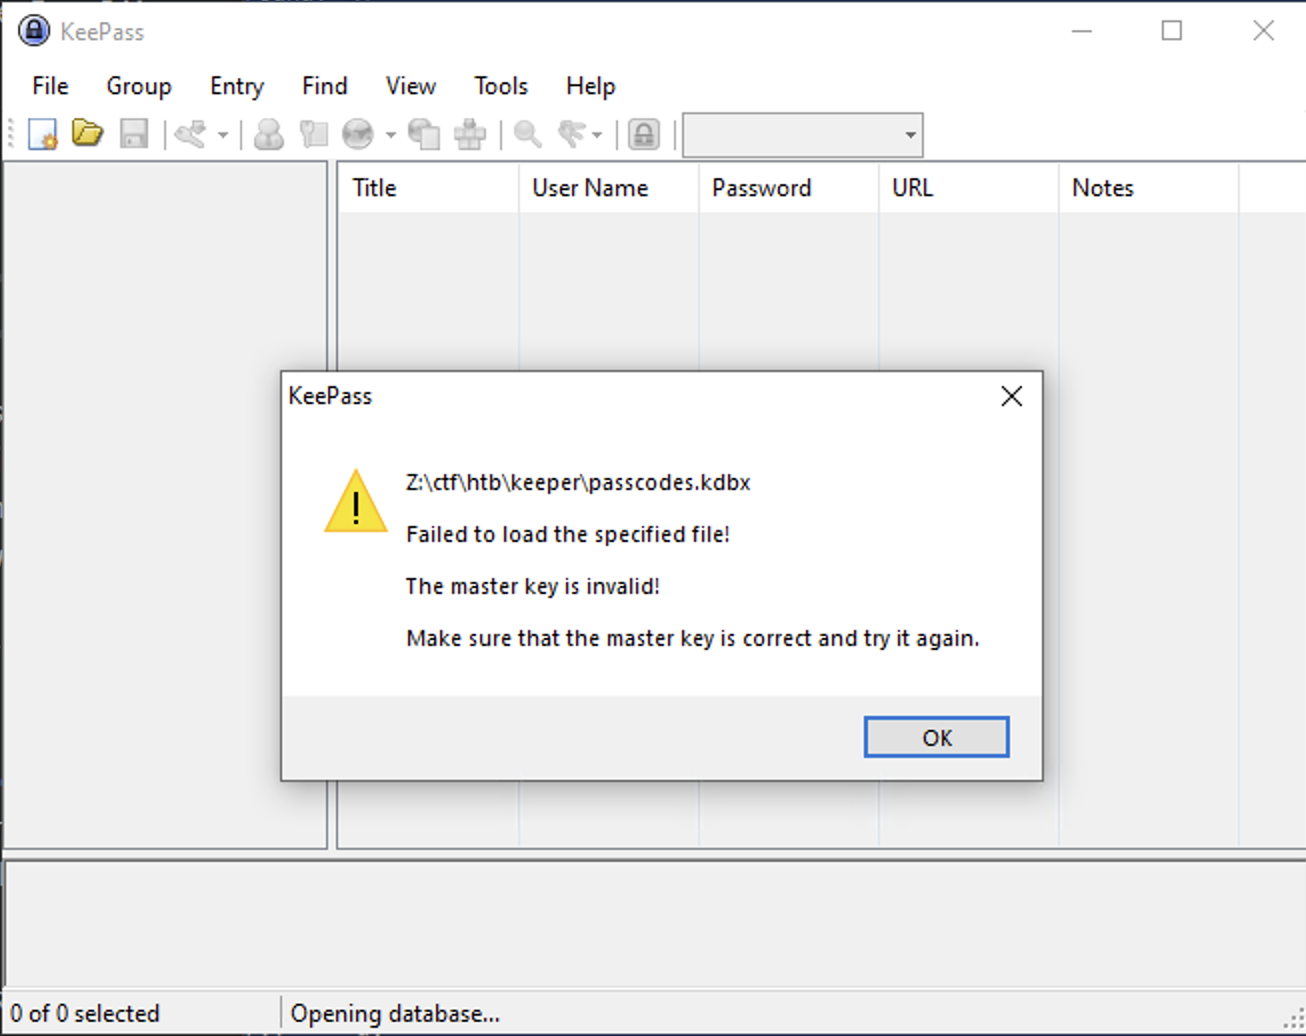 KeePass
File Group Entry Find View Tools Help
Title User Name Password URL Notes
KeePass
Z:\ctf\htb\keeper\passcodes.kdbx
Failed to load the specified file!
The master key is invalid!
Make sure that the master key is correct and try it again.
OK
0 of 0 selected Opening database...